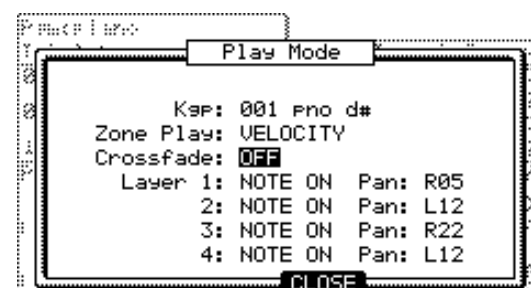 Play Mode
Kgp: 001 pno d#
Zone Play: VELOCITY
Crossfade: OFF
Layer 1: NOTE ON Pan: R05
2: NOTE ON Pan: L12
3: NOTE ON Pan: R22
4: NOTE ON Pan: L12
CLOSE